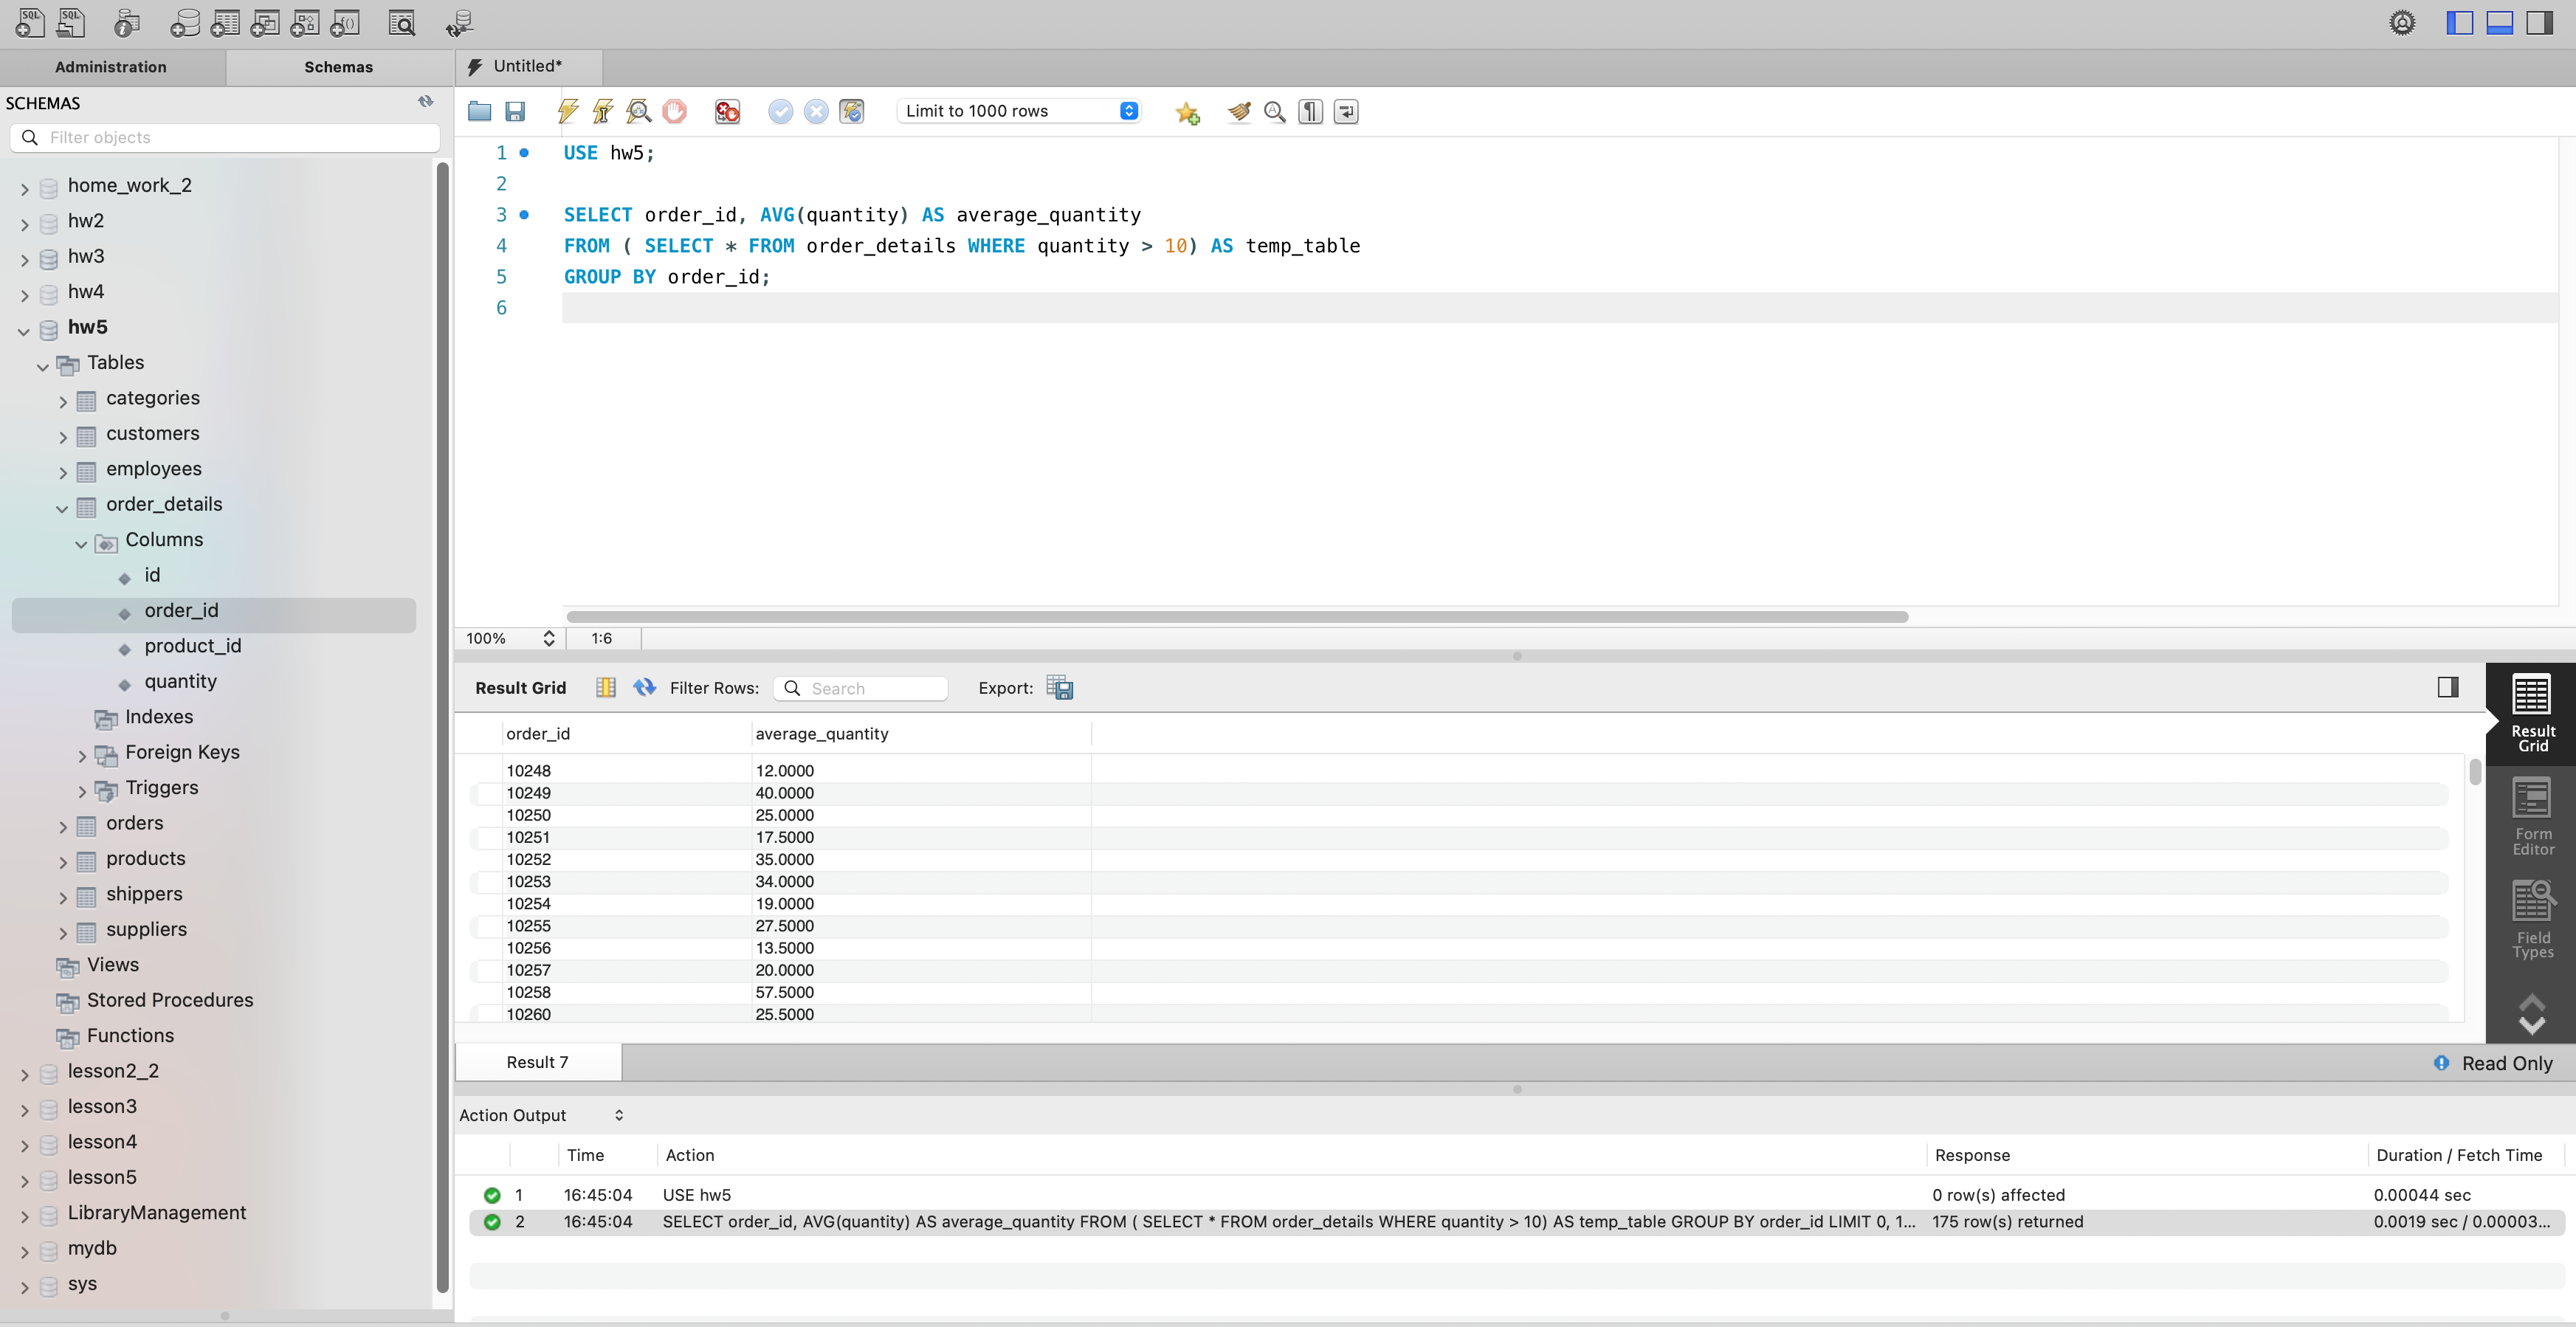 Administration
Schemas
Untitled*
SCHEMAS
Filter objects
Limit to 1000 rows
home_work_2
hw2
hw3
hw4
hw5
Tables
categories
customers
employees
order_details
Columns
id
order_id
product_id
quantity
Indexes
Foreign Keys
Triggers
orders
products
shippers
suppliers
Views
Stored Procedures
Functions
lesson2_2
lesson3
lesson4
lesson5
LibraryManagement
mydb
sys
1 USE hw5;
2
3 SELECT order_id, AVG(quantity) AS average_quantity
4 FROM ( SELECT * FROM order_details WHERE quantity > 10) AS temp_table
5 GROUP BY order_id;
6
100% 1:6
Result Grid Filter Rows: Search Export:
order_id average_quantity
10248 12.0000
10249 40.0000
10250 25.0000
10251 17.5000
10252 35.0000
10253 34.0000
10254 19.0000
10255 27.5000
10256 13.5000
10257 20.0000
10258 57.5000
10260 25.5000
Result
Grid
Form
Editor
Field
Types
Result 7
Read Only
Action Output
Time Action Response Duration / Fetch Time
1 16:45:04 USE hw5 0 row(s) affected 0.00044 sec
2 16:45:04 SELECT order_id, AVG(quantity) AS average_quantity FROM ( SELECT * FROM order_details WHERE quantity > 10) AS temp_table GROUP BY order_id LIMIT 0, 1... 175 row(s) returned 0.0019 sec / 0.00003...